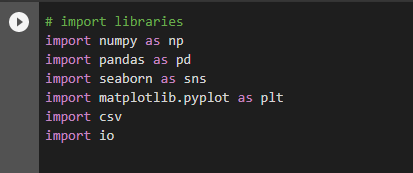 # import libraries
import numpy as np
import pandas as pd
import seaborn as sns
import matplotlib.pyplot as plt
import csv
import io